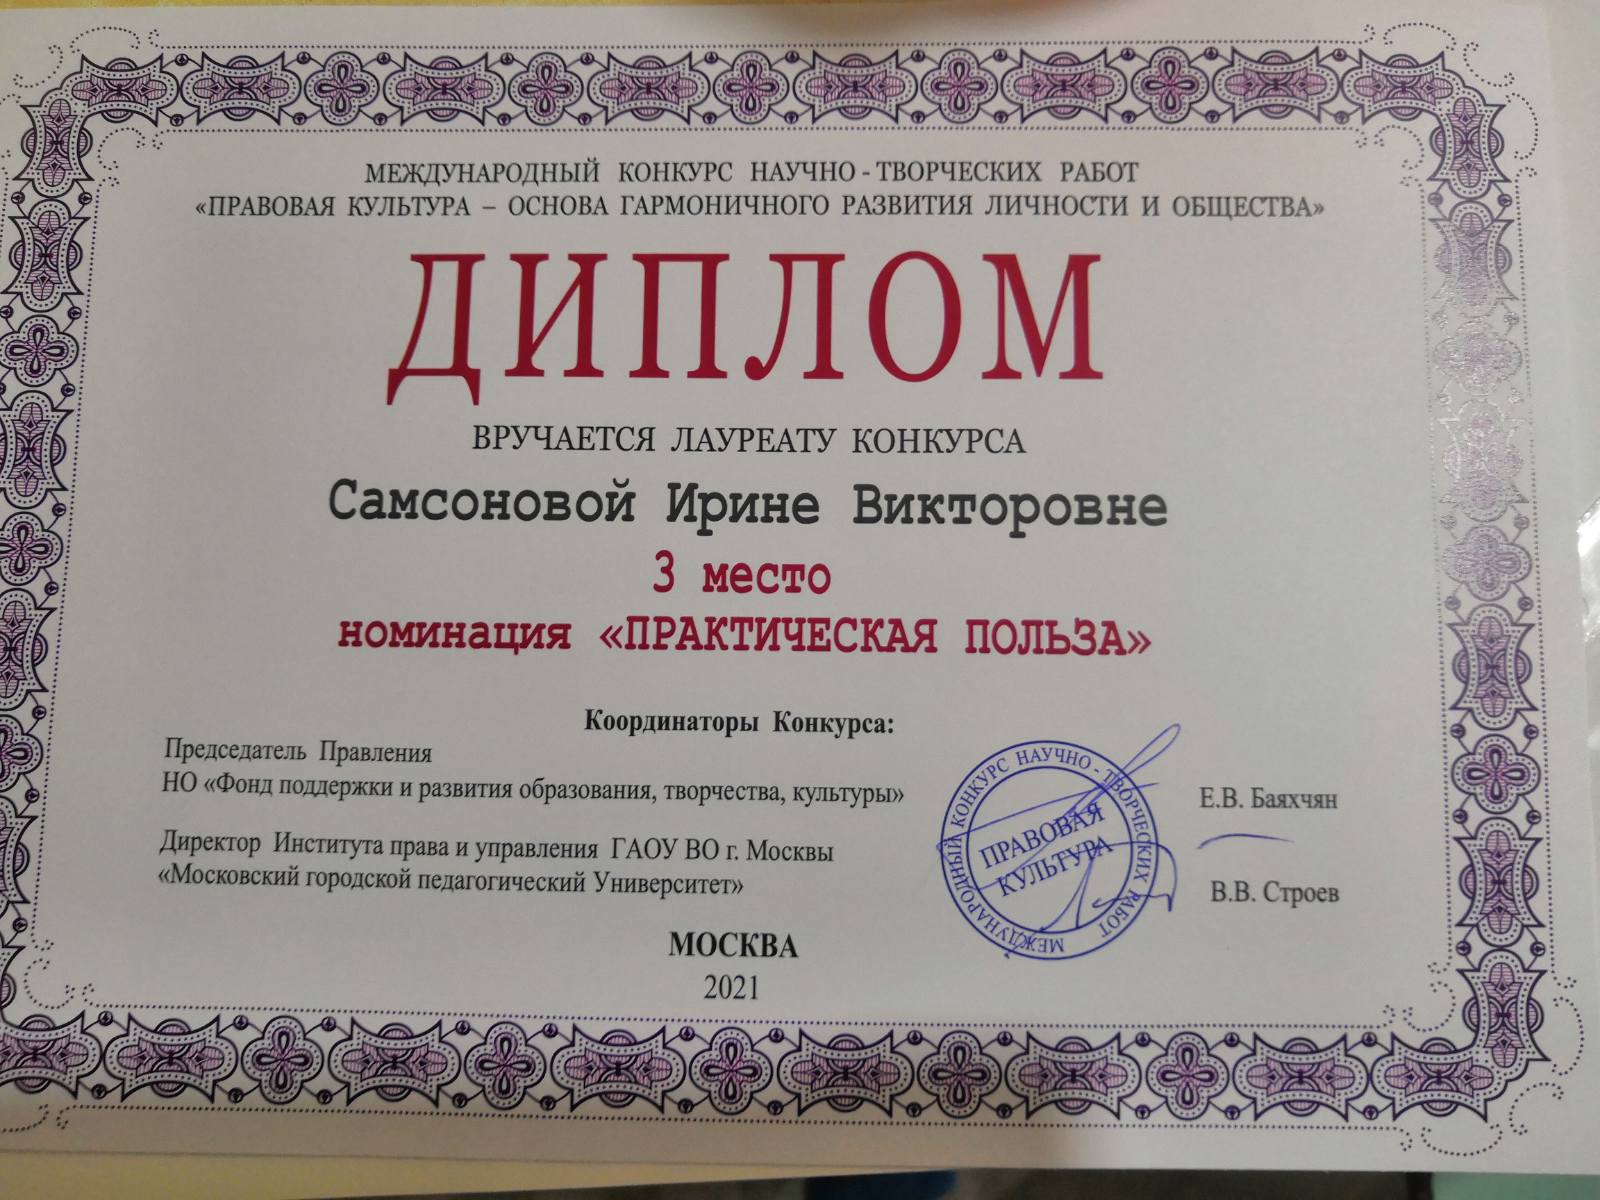 МЕЖДУНАРОДНЫЙ КОНКУРС НАУЧНО - ТВОРЧЕСКИХ РАБОТ
«ПРАВОВАЯ КУЛЬТУРА – ОСНОВА ГАРМОНИЧНОГО РАЗВИТИЯ ЛИЧНОСТИ И ОБЩЕСТВА»
ДИПЛОМ
ВРУЧАЕТСЯ ЛАУРЕАТУ КОНКУРСА
Самсоновой Ирине Викторовне
3 место
номинация «ПРАКТИЧЕСКАЯ ПОЛЬЗА»
Координаторы Конкурса:
Председатель Правления
НО «Фонд поддержки и развития образования, творчества, культуры»
Е.В. Баяхчян
Директор Института права и управления ГАОУ ВО г. Москвы
«Московский городской педагогический Университет»
В.В. Строев
МЕЖДУНАРОДНЫЙ КОНКУРС НАУЧНО - ТВОРЧЕСКИХ РАБОТ
ПРАВОВАЯ
КУЛЬТУРА
МОСКВА
2021